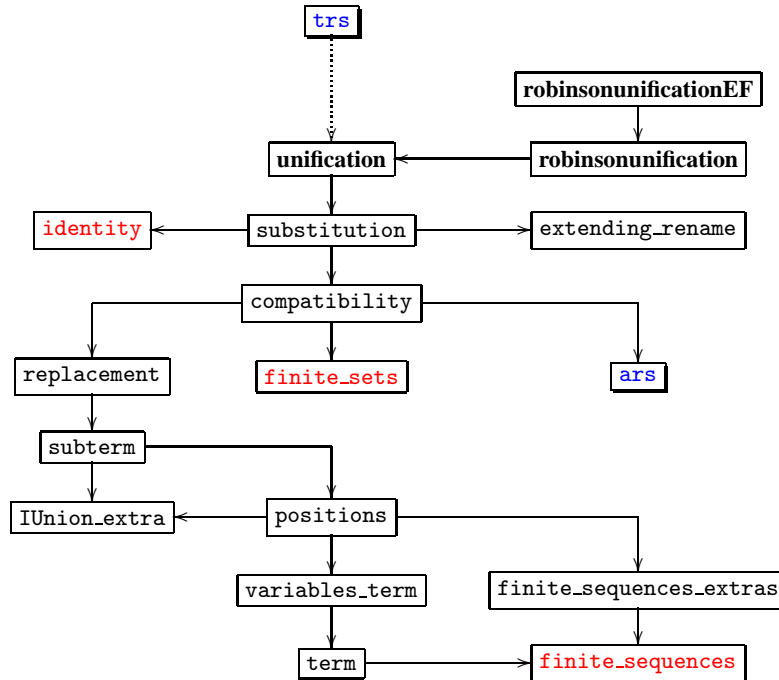 trs
robinsonunificationEF
unification
robinsonunification
identity
substitution
extending_rename
compatibility
replacement
finite_sets
ars
subterm
IUnion_extra
positions
variables_term
finite_sequences_extras
term
finite_sequences